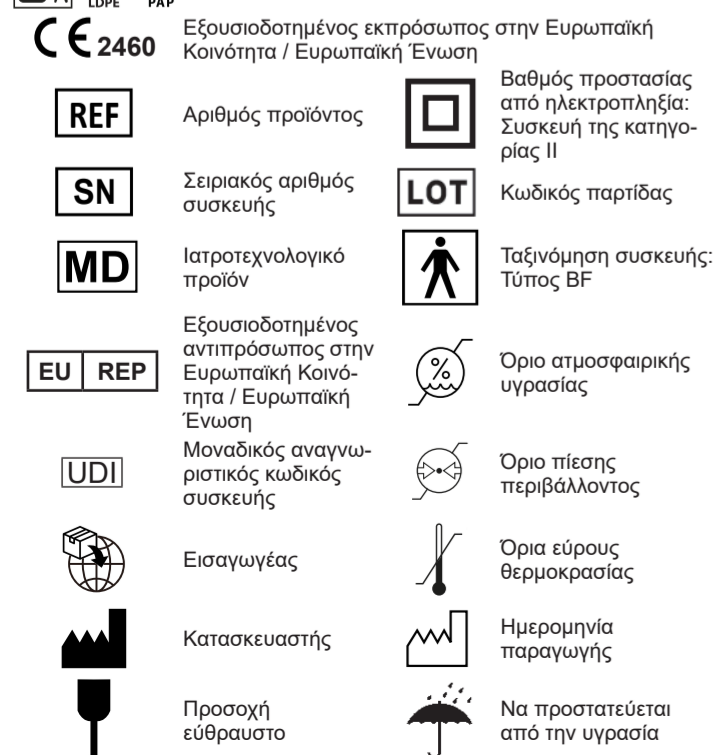 LDPE PAP
CE 2460
Εξουσιοδοτημένος εκπρόσωπος στην Ευρωπαϊκή
Κοινότητα / Ευρωπαϊκή Ένωση
REF
Αριθμός προϊόντος
Βαθμός προστασίας
από ηλεκτροπληξία:
Συσκευή της κατηγο-
ρίας II
SN
Σειριακός αριθμός
συσκευής
LOT
Κωδικός παρτίδας
MD
Ιατροτεχνολογικό
προϊόν
Ταξινόμηση συσκευής:
Τύπος BF
EU REP
Εξουσιοδοτημένος
αντιπρόσωπος στην
Ευρωπαϊκή Κοινό-
τητα / Ευρωπαϊκή
Ένωση
%
Όριο ατμοσφαιρικής
υγρασίας
UDI
Μοναδικός αναγνω-
ριστικός κωδικός
συσκευής
Όριο πίεσης
περιβάλλοντος
Εισαγωγέας
Όρια εύρους
θερμοκρασίας
Κατασκευαστής
Ημερομηνία
παραγωγής
Προσοχή
εύθραυστο
Να προστατεύεται
από την υγρασία